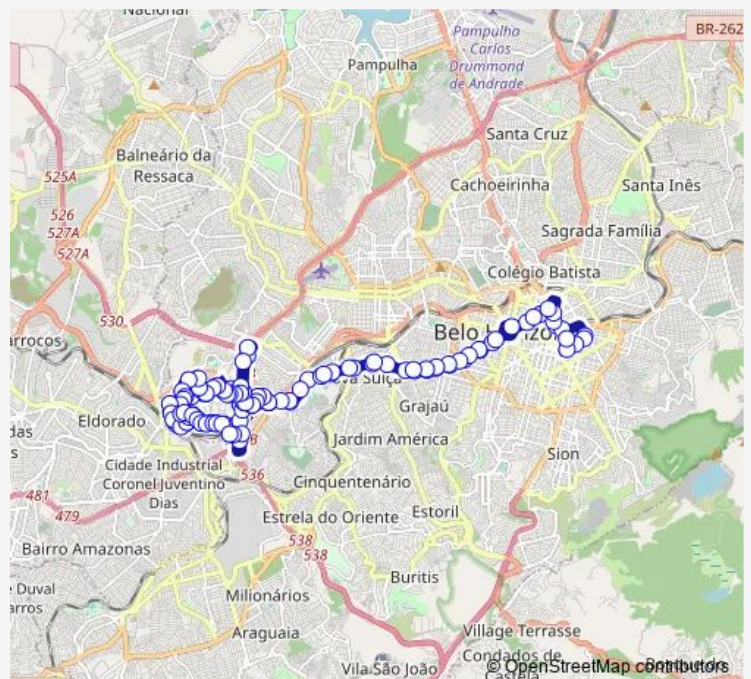 Nacional
BR-262
Pampulha
- Carlos
Drummond
de Andrade
Pampulha
Santa Cruz
Balneário da
Ressaca
525A
Cachoeirinha
Santa Inês
526
527A
527A
Sagrada Família
Colégio Batista
530
Belo
arrocos
Suíça
Grajaú
Eldorado
das
s
Jardim América
Sion
Cidade Industrial
Coronel Juventino
Dias
536
Cinquentenário
481
479
Estrela do Oriente
Estoril
538
538
Bairro Amazonas
Buritis
e Duval
arros
Milionários
Araguaia
Village Terrasse
Condados de
Vila São João
© OpenStreetMap contributors